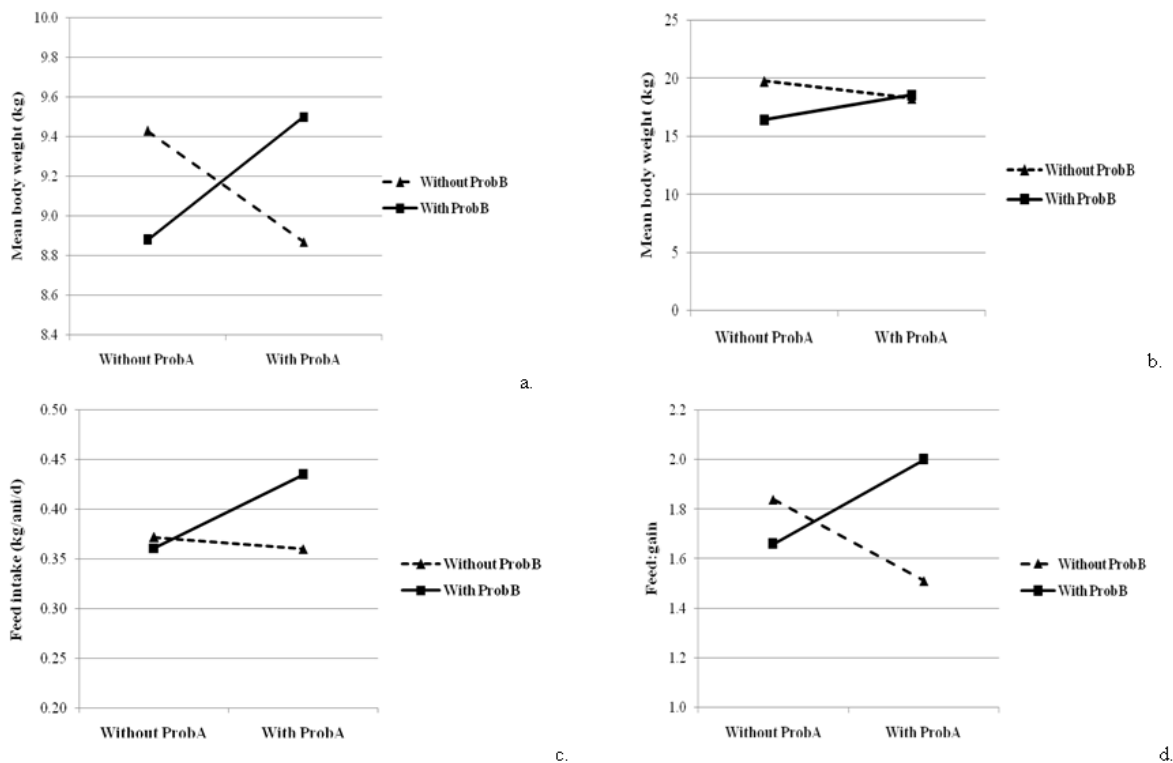 10.0
9.8
9.6
9.4
9.2
9.0
8.8
8.6
8.4
Mean body weight (kg)
Without ProbA
With ProbA
Without ProbB
With ProbB
a.
25
20
15
10
5
0
Mean body weight (kg)
Without ProbA
Wth ProbA
Without ProbB
With ProbB
b.
0.50
0.45
0.40
0.35
0.30
0.25
0.20
Feed intake (kg/ani/d)
Without ProbA
With ProbA
Without ProbB
With ProbB
c.
2.2
2.0
1.8
1.6
1.4
1.2
1.0
Feed:gain
Without ProbA
With ProbA
Without ProbB
With ProbB
d.